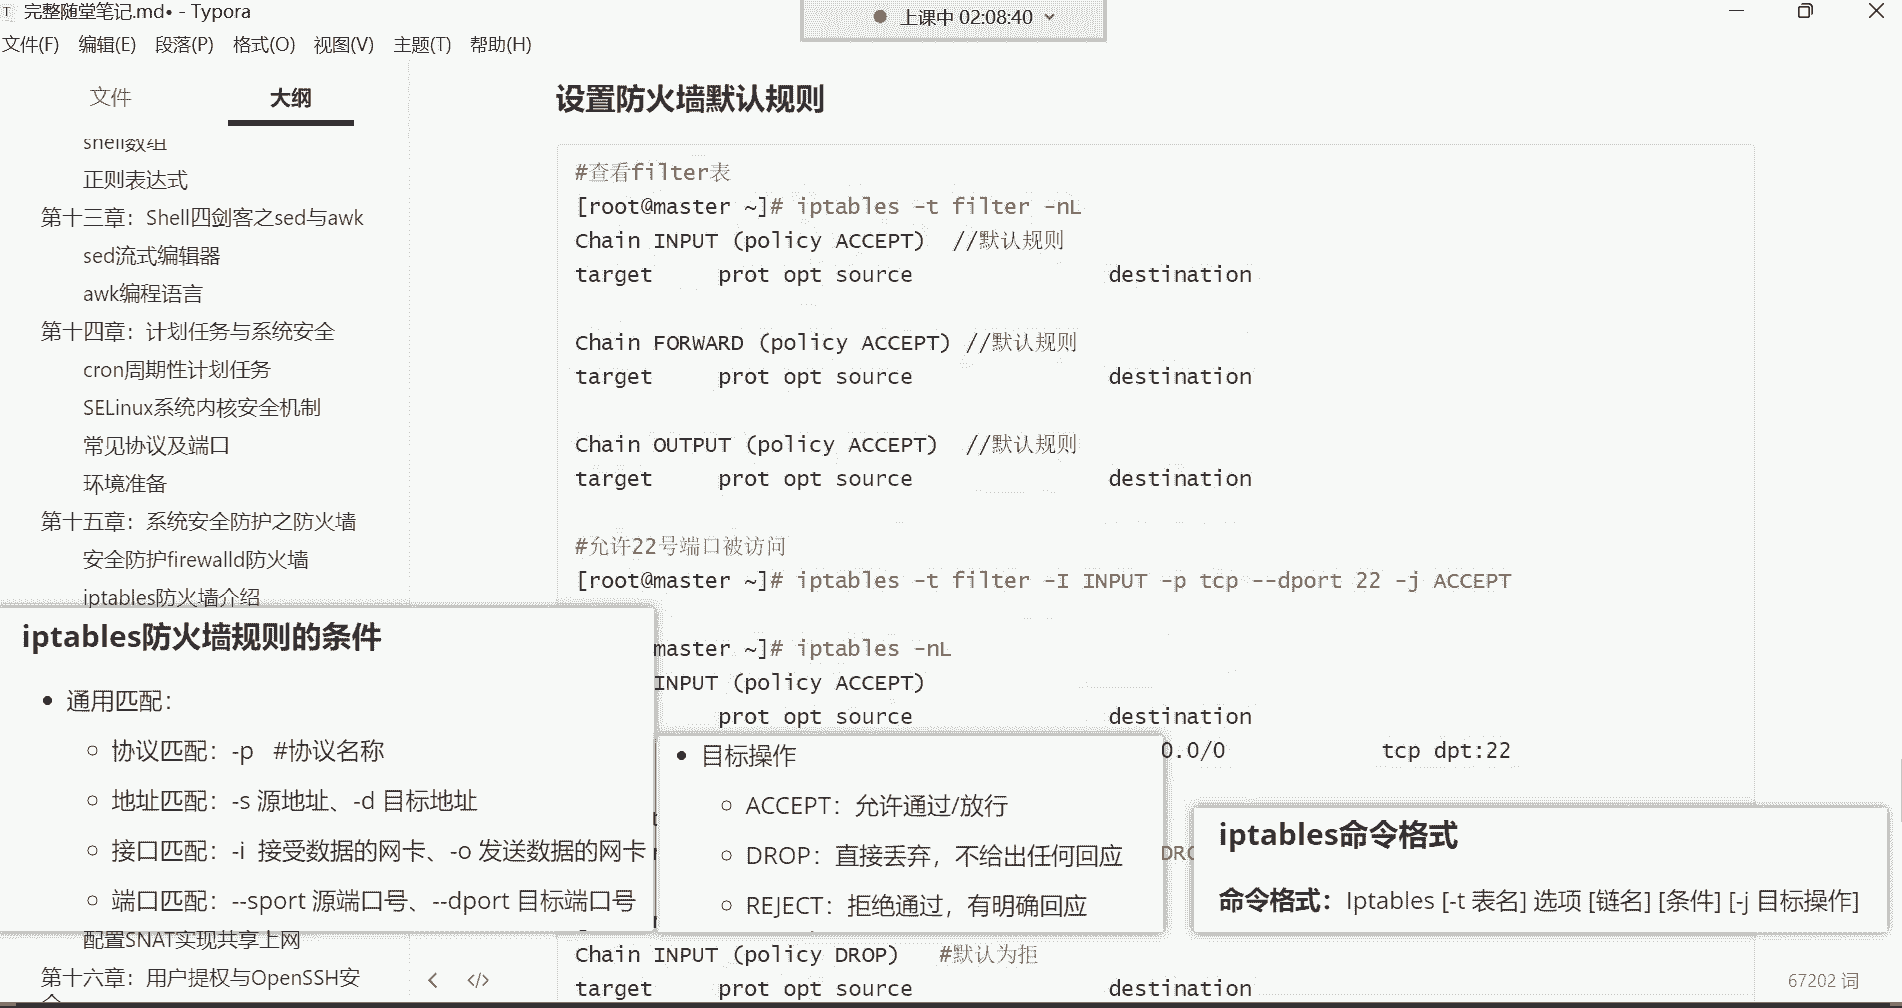 完整随堂笔记.md• - Typora
上课中 02:08:40
文件(F) 编辑(E) 段落(P) 格式(O) 视图(V) 主题(T) 帮助(H)
文件 大纲
shell数组
正则表达式
第十三章：Shell四剑客之sed与awk
sed流式编辑器
awk编程语言
第十四章：计划任务与系统安全
cron周期性计划任务
SELinux系统内核安全机制
常见协议及端口
环境准备
第十五章：系统安全防护之防火墙
安全防护firewalld防火墙
iptables防火墙介绍
配置SNAT实现共享上网
第十六章：用户提权与OpenSSH安
设置防火墙默认规则
#查看filter表
[root@master ~]# iptables -t filter -nL
Chain INPUT (policy ACCEPT) //默认规则
target prot opt source destination
Chain FORWARD (policy ACCEPT) //默认规则
target prot opt source destination
Chain OUTPUT (policy ACCEPT) //默认规则
target prot opt source destination
#允许22号端口被访问
[root@master ~]# iptables -t filter -I INPUT -p tcp --dport 22 -j ACCEPT
master ~]# iptables -nL
INPUT (policy ACCEPT)
prot opt source destination
0.0/0 tcp dpt:22
Chain INPUT (policy DROP) #默认为拒
target prot opt source destination
iptables防火墙规则的条件
• 通用匹配：
○ 协议匹配：-p #协议名称
○ 地址匹配：-s 源地址、-d 目标地址
○ 接口匹配：-i 接受数据的网卡、-o 发送数据的网卡
○ 端口匹配：--sport 源端口号、--dport 目标端口号
• 目标操作
○ ACCEPT：允许通过/放行
○ DROP：直接丢弃，不给出任何回应
○ REJECT：拒绝通过，有明确回应
iptables命令格式
命令格式：Iptables [-t 表名] 选项 [链名] [条件] [-j 目标操作]
67202 词